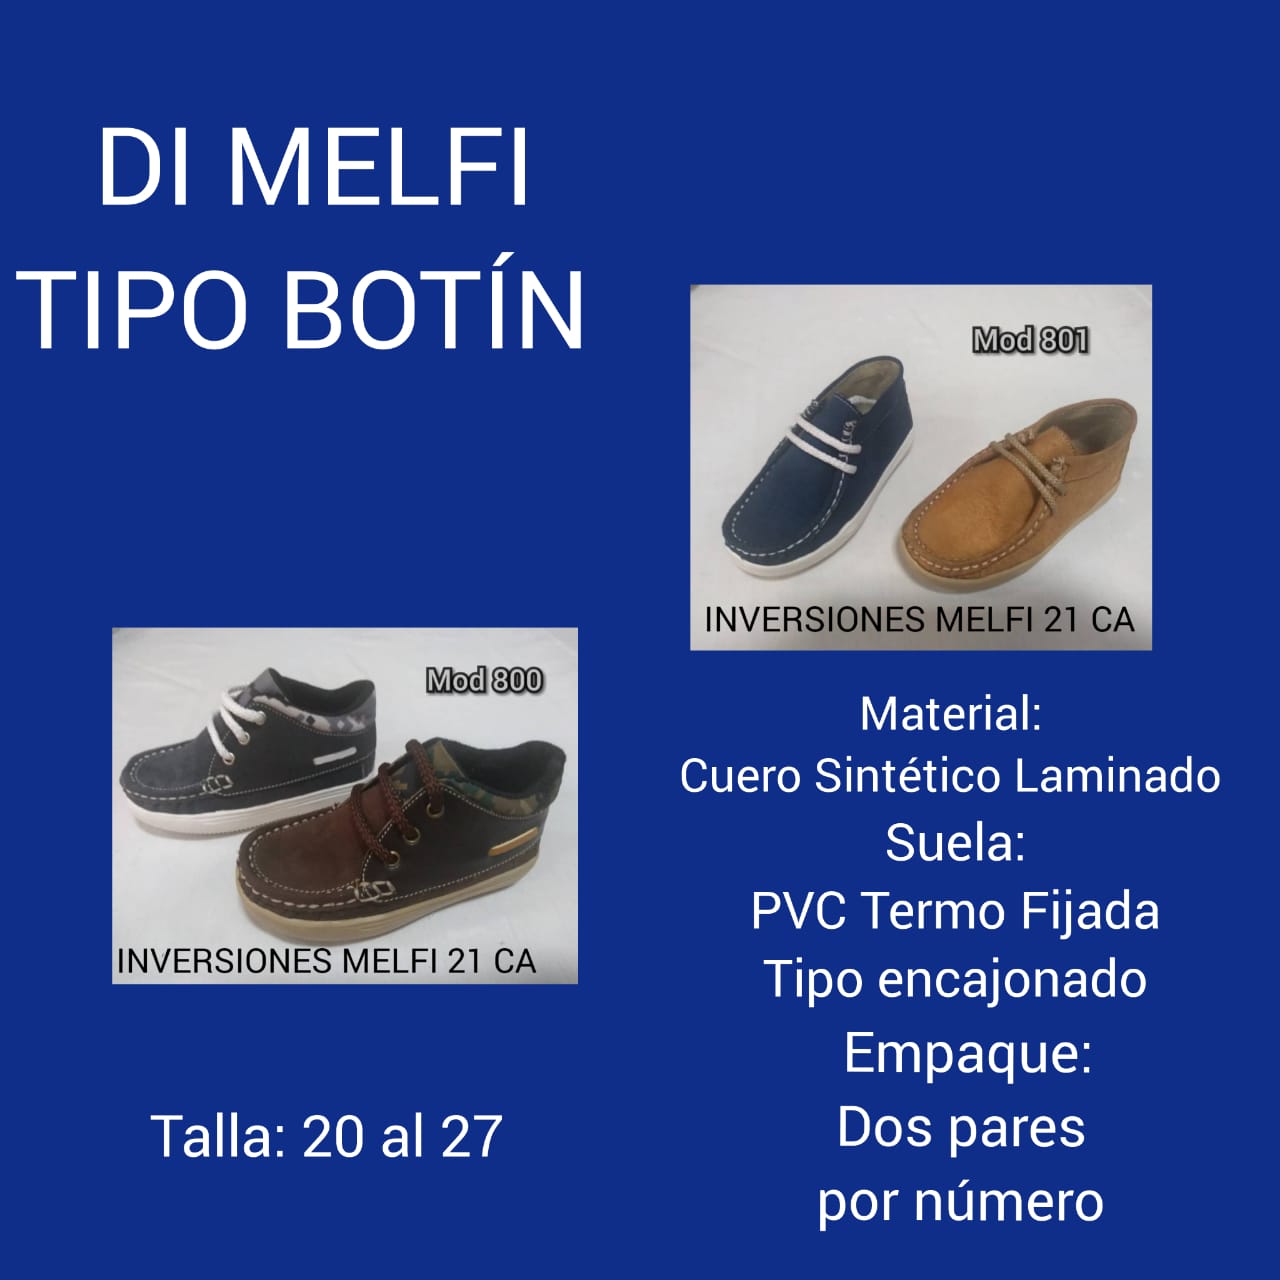 DI MELFI
TIPO BOTÍN
Mod 801
INVERSIONES MELFI 21 CA
Mod 800
INVERSIONES MELFI 21 CA
Material:
Cuero Sintético Laminado
Suela:
PVC Termo Fijada
Tipo encajonado
Empaque:
Dos pares
por número
Talla: 20 al 27